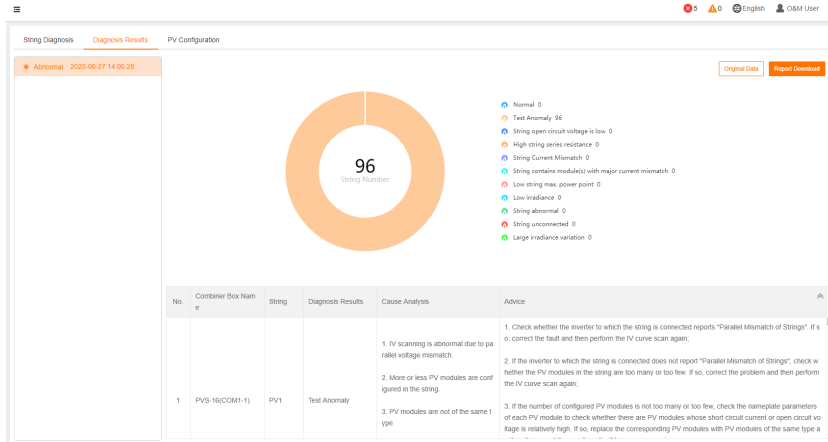 5 0 English O&M User
String Diagnosis Diagnosis Results PV Configuration
Abnormal 2023-06-27 14:06:28
Original Data Report Download
96
String Number
Normal 0
Test Anomaly 96
String open circuit voltage is low 0
High string series resistance 0
String Current Mismatch 0
String contains module(s) with major current mismatch 0
Low string max. power point 0
Low irradiance 0
String abnormal 0
String unconnected 0
Large irradiance variation 0
No. Combiner Box Nam
e String Diagnosis Results Cause Analysis Advice
1 PVS-16(COM1-1) PV1 Test Anomaly
1. IV scanning is abnormal due to pa
rallel voltage mismatch.
2. More or less PV modules are conf
igured in the string.
3. PV modules are not of the same t
ype
1. Check whether the inverter to which the string is connected reports "Parallel Mismatch of Strings". If s
o, correct the fault and then perform the IV curve scan again;
2. If the inverter to which the string is connected does not report "Parallel Mismatch of Strings", check w
hether the PV modules in the string are too many or too few. If so, correct the problem and then perform
the IV curve scan again;
3. If the number of configured PV modules is not too many or too few, check the nameplate parameters
of each PV module to check whether there are PV modules whose short circuit current or open circuit vo
ltage is relatively high. If so, replace the corresponding PV modules with PV modules of the same type a